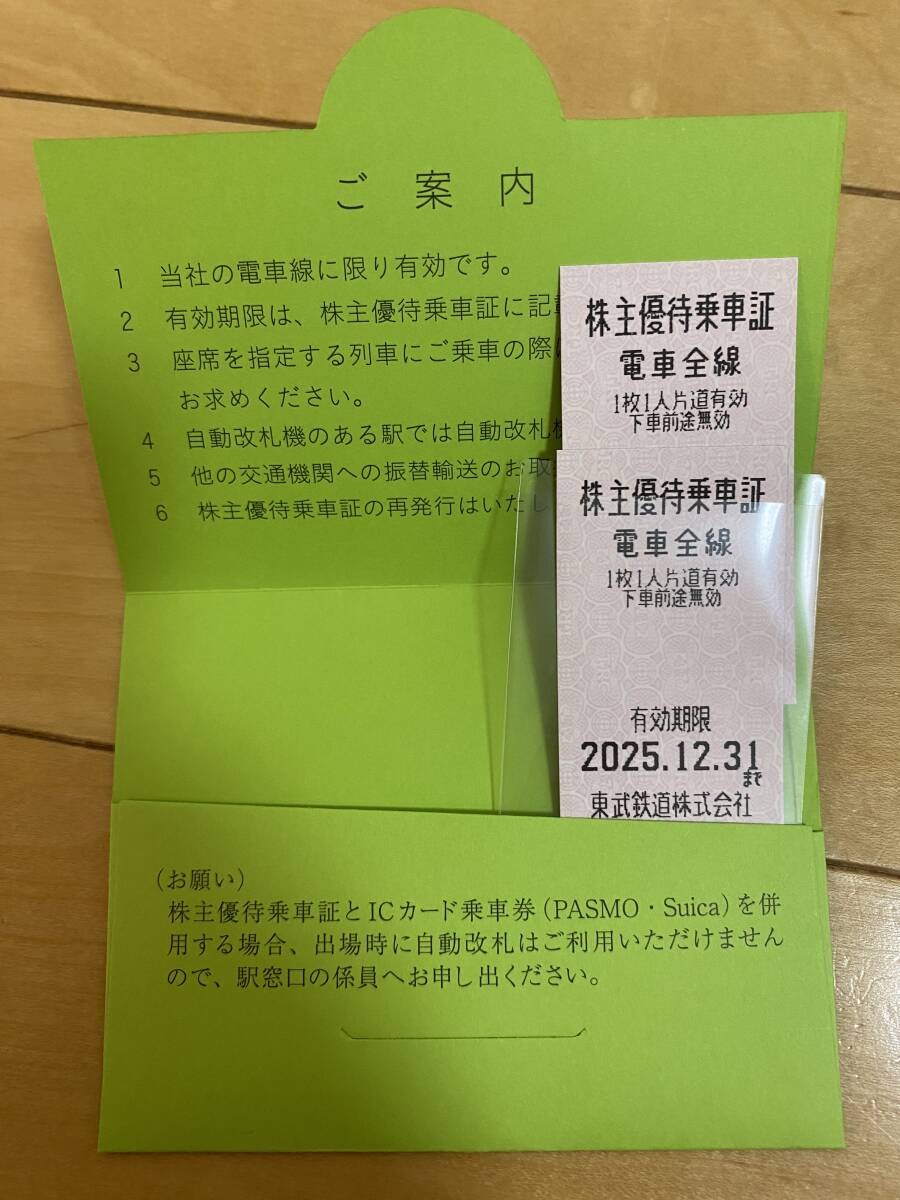 ご案内
1 当社の電車線に限り有効です。
2 有効期限は、株主優待乗車証に記
3 座席を指定する列車にご乗車の際
お求めください。
4 自動改札機のある駅では自動改札
5 他の交通機関への振替輸送のお取
6 株主優待乗車証の再発行はいたし
株主優待乗車証
電車全線
1枚1人片道有効
下車前途無効
株主優待乗車証
電車全線
1枚1人片道有効
下車前途無効
有効期限
2025.12.31
まで
東武鉄道株式会社
(お願い)
株主優待乗車証とICカード乗車券(PASMO・Suica)を併
用する場合、出場時に自動改札はご利用いただけません
ので、駅窓口の係員へお申し出ください。